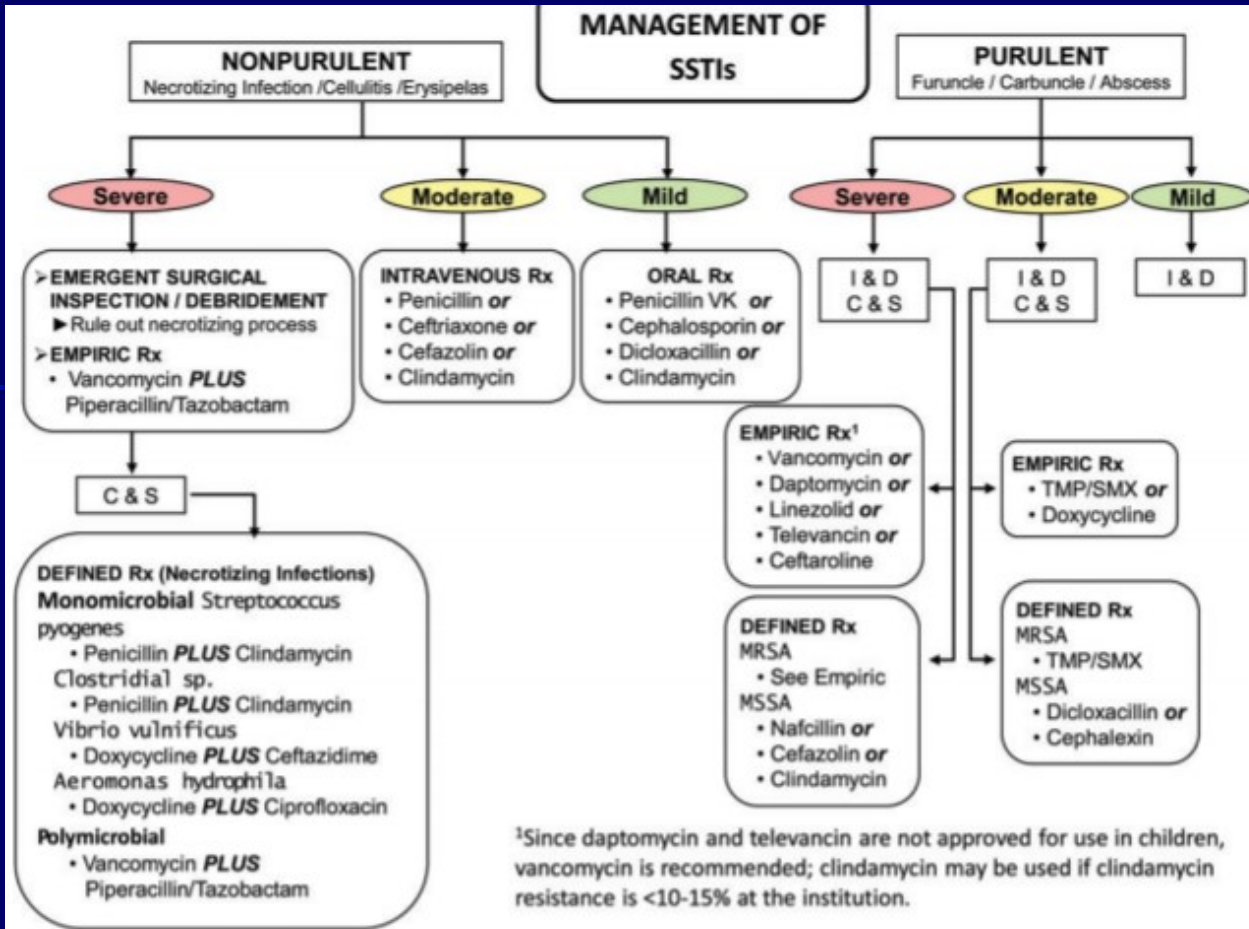 MANAGEMENT OF
SSTIs
NONPURULENT
Necrotizing Infection /Cellulitis /Erysipelas
Severe
Moderate
Mild
➢EMERGENT SURGICAL
INSPECTION / DEBRIDEMENT
►Rule out necrotizing process
➢EMPIRIC Rx
• Vancomycin PLUS
Piperacillin/Tazobactam
C & S
DEFINED Rx (Necrotizing Infections)
Monomicrobial Streptococcus
pyogenes
• Penicillin PLUS Clindamycin
Clostridial sp.
• Penicillin PLUS Clindamycin
Vibrio vulnificus
• Doxycycline PLUS Ceftazidime
Aeromonas hydrophila
• Doxycycline PLUS Ciprofloxacin
Polymicrobial
• Vancomycin PLUS
Piperacillin/Tazobactam
INTRAVENOUS Rx
• Penicillin or
• Ceftriaxone or
• Cefazolin or
• Clindamycin
ORAL Rx
• Penicillin VK or
• Cephalosporin or
• Dicloxacillin or
• Clindamycin
PURULENT
Furuncle / Carbuncle / Abscess
Severe
Moderate
Mild
I & D
C & S
I & D
C & S
I & D
EMPIRIC Rx¹
• Vancomycin or
• Daptomycin or
• Linezolid or
• Televancin or
• Ceftaroline
EMPIRIC Rx
• TMP/SMX or
• Doxycycline
DEFINED Rx
MRSA
• See Empiric
MSSA
• Nafcillin or
• Cefazolin or
• Clindamycin
DEFINED Rx
MRSA
• TMP/SMX
MSSA
• Dicloxacillin or
• Cephalexin
¹Since daptomycin and televancin are not approved for use in children,
vancomycin is recommended; clindamycin may be used if clindamycin
resistance is <10-15% at the institution.